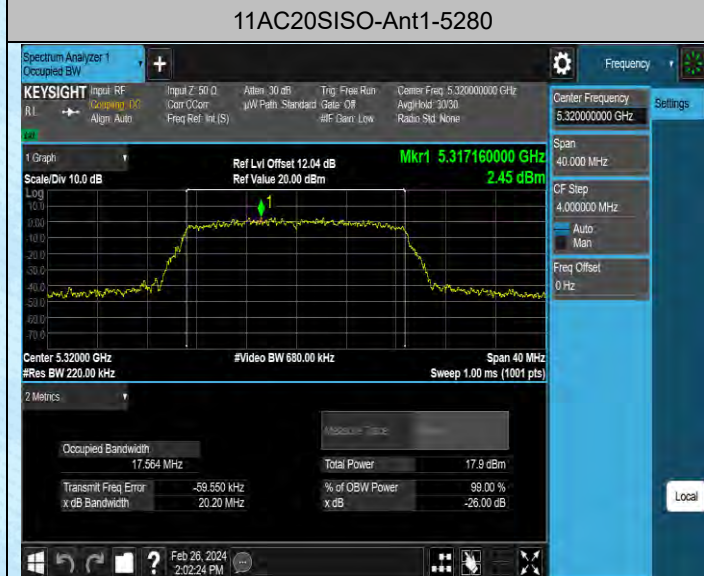 11AC20SISO-Ant1-5280
Spectrum Analyzer 1
Occupied BW
Frequency
KEYSIGHT Input: RF Input Z: 50 Ω Atten: 30 dB Trig: Free Run Center Freq: 5.320000000 GHz
RL Coupling: DC Corr CCorr µW Path: Standard Gate: Off Avg|Hold: 30/30
Align: Auto Freq Ref: Int (S) #IF Gain: Low Radio Std: None
Center Frequency
5.320000000 GHz
Settings
Span
40.000 MHz
CF Step
4.000000 MHz
Auto
Man
Freq Offset
0 Hz
1 Graph
Ref Lvl Offset 12.04 dB
Mkr1 5.317160000 GHz
Scale/Div 10.0 dB
Ref Value 20.00 dBm
2.45 dBm
Log
10.0
0.00
-10.0
-20.0
-30.0
-40.0
-50.0
-60.0
-70.0
1
Center 5.32000 GHz
#Video BW 680.00 kHz
Span 40 MHz
#Res BW 220.00 kHz
Sweep 1.00 ms (1001 pts)
2 Metrics
Measure Trace
Occupied Bandwidth
17.564 MHz
Total Power 17.9 dBm
Transmit Freq Error -59.550 kHz
% of OBW Power 99.00 %
x dB Bandwidth 20.20 MHz
x dB -26.00 dB
Local
?
Feb 26, 2024
2:02:24 PM